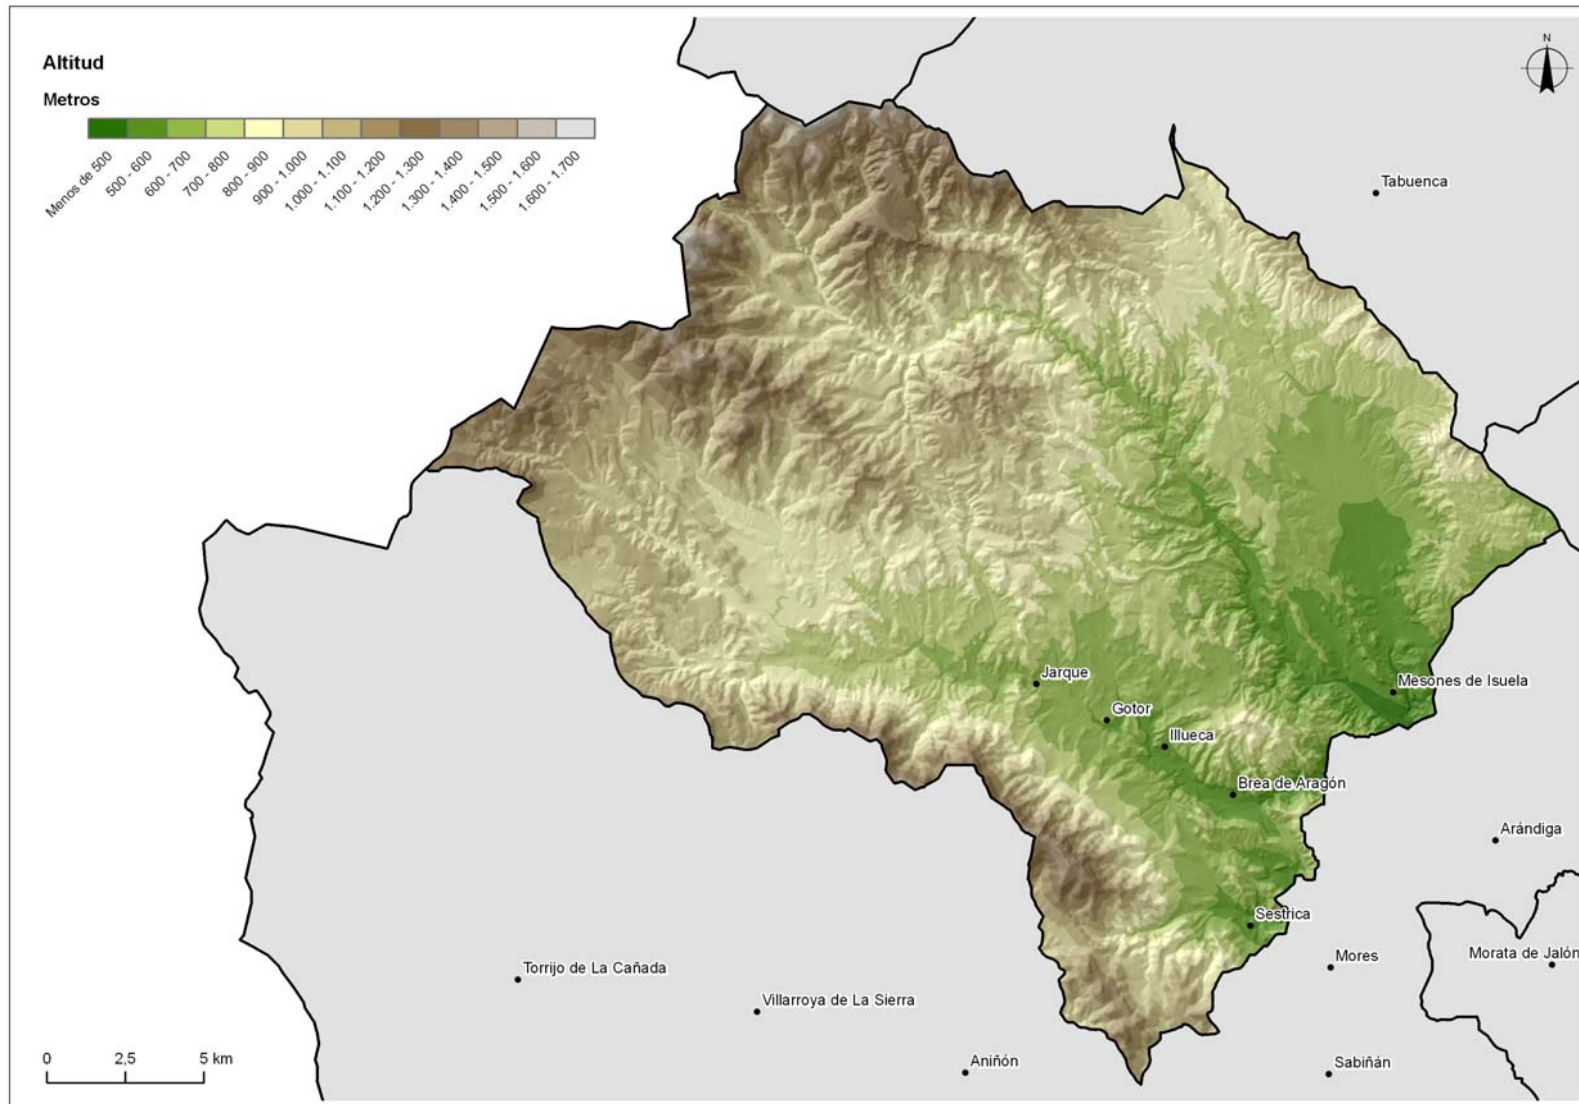 Altitud
Metros
Menos de 500
500 - 600
600 - 700
700 - 800
800 - 900
900 - 1.000
1.000 - 1.100
1.100 - 1.200
1.200 - 1.300
1.300 - 1.400
1.400 - 1.500
1.500 - 1.600
1.600 - 1.700
N
Tabuenca
Jarque
Mesones de Isuela
Gotor
Illueca
Brea de Aragón
Arándiga
Sestrica
Mores
Morata de Jalón
Torrijo de La Cañada
Villarroya de La Sierra
Aniñón
Sabiñán
0 2,5 5 km